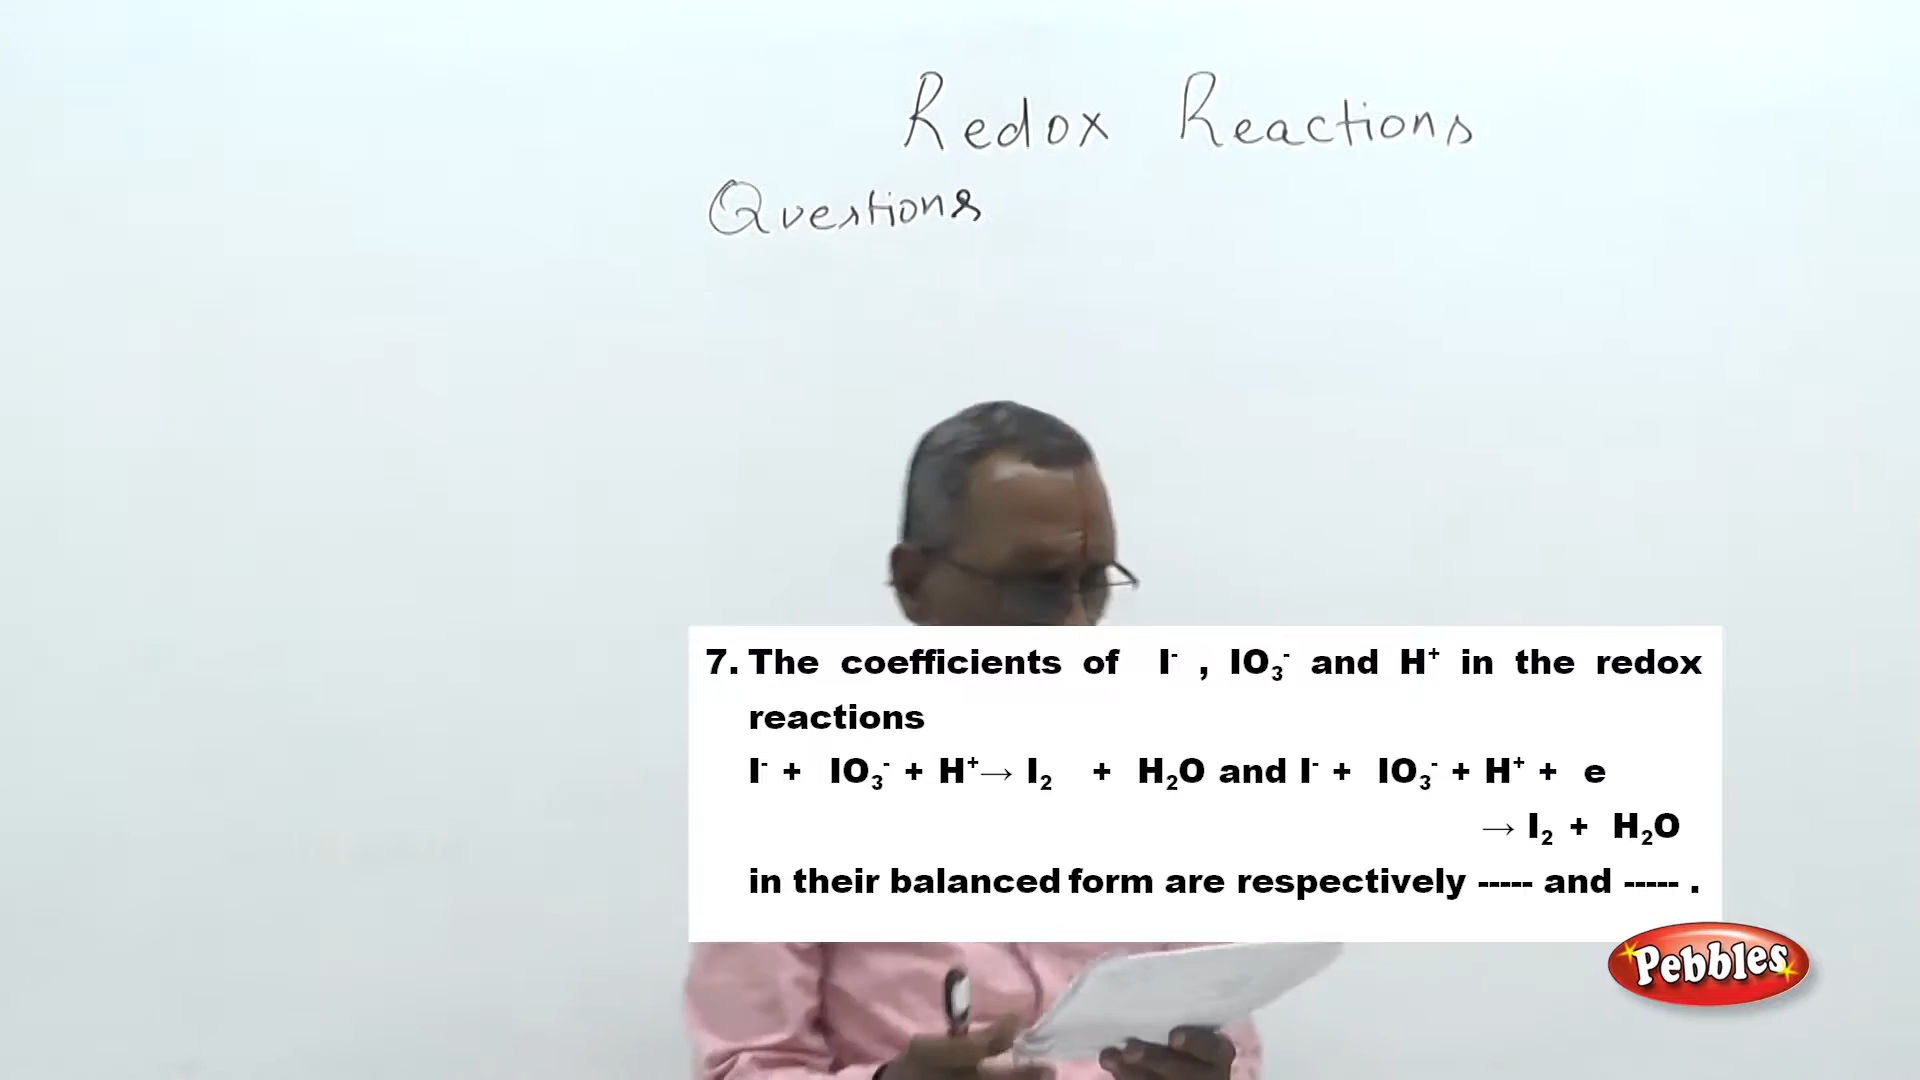 Redox Reactions
Questions
7. The coefficients of I⁻ , IO₃⁻ and H⁺ in the redox
reactions
I⁻ + IO₃⁻ + H⁺→ I₂ + H₂O and I⁻ + IO₃⁻ + H⁺ + e
→ I₂ + H₂O
in their balanced form are respectively ----- and ----- .
Pebbles